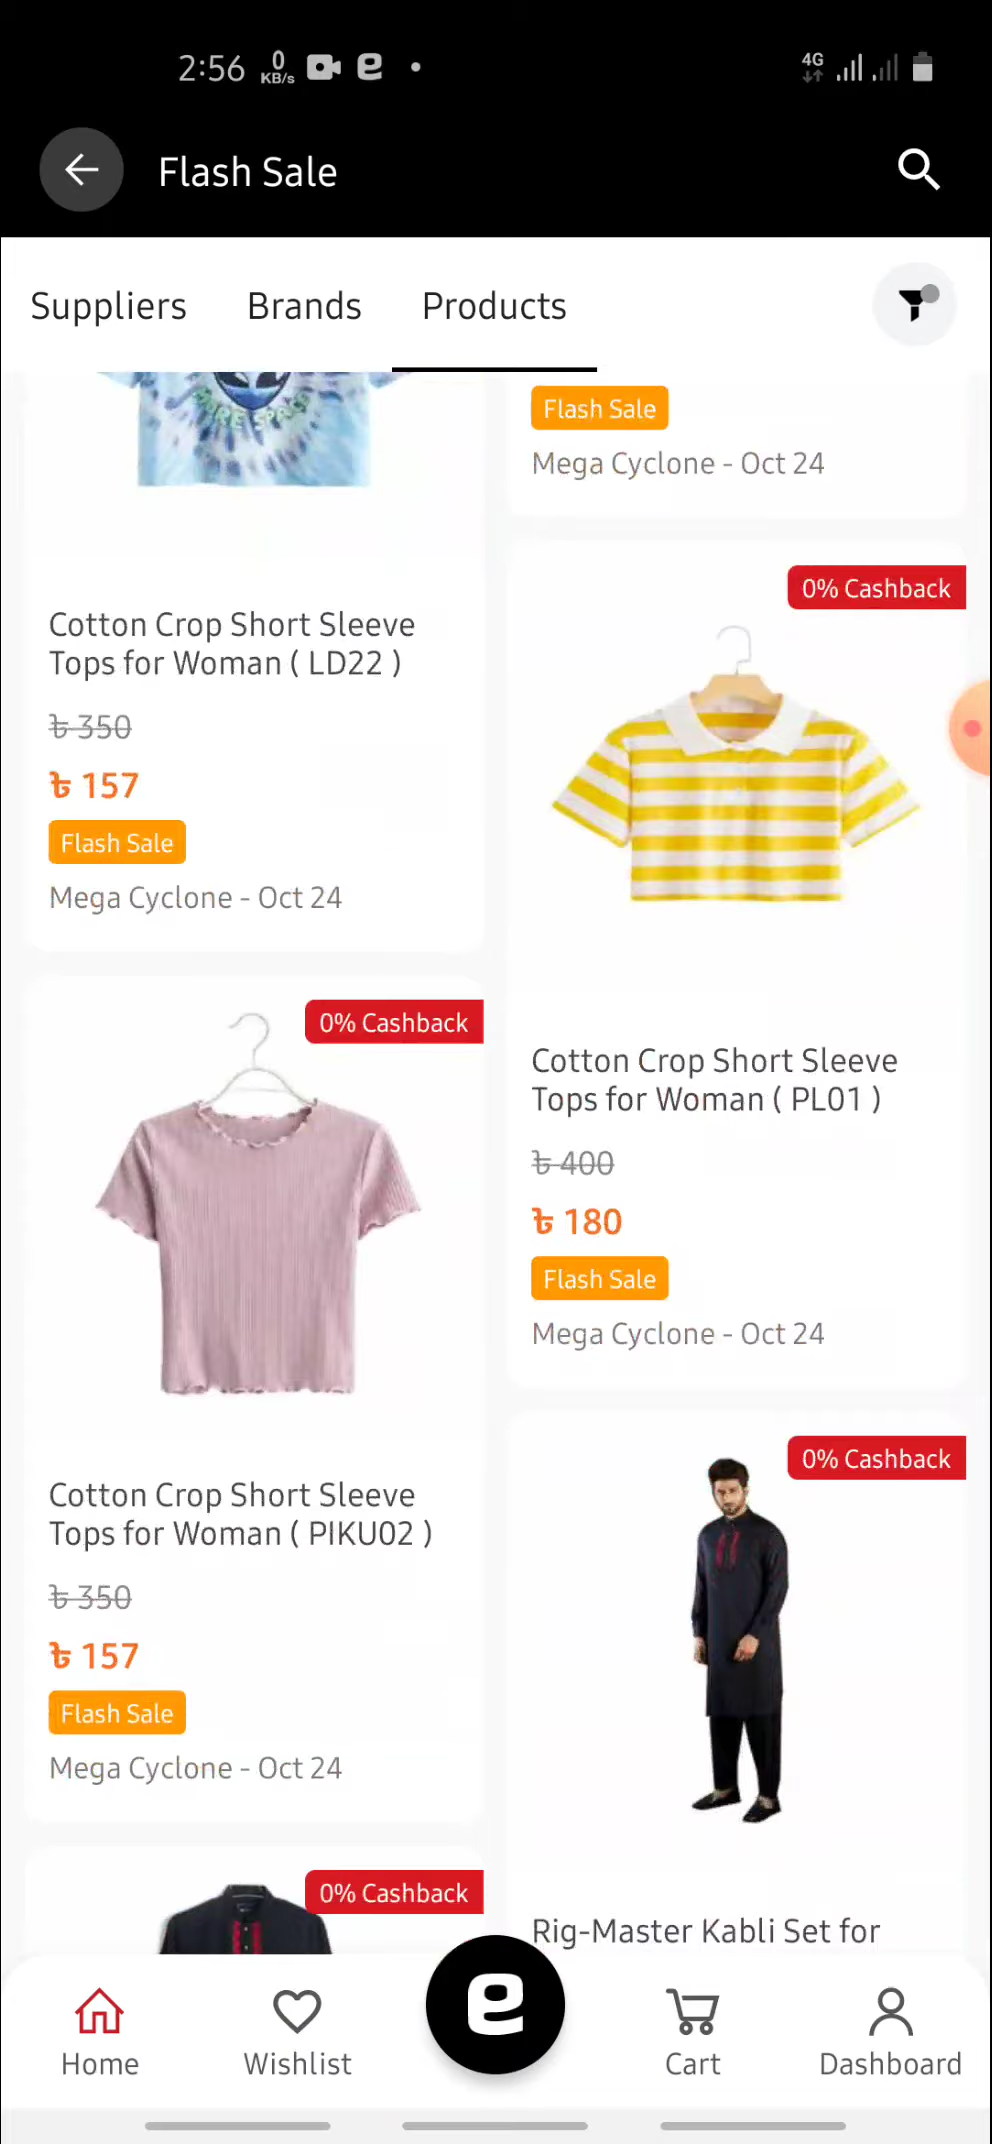 2:56 0 KB/s e 4G
Flash Sale
Suppliers Brands Products
Flash Sale
Mega Cyclone - Oct 24
Cotton Crop Short Sleeve
Tops for Woman ( LD22 )
৳ 350
৳ 157
Flash Sale
Mega Cyclone - Oct 24
0% Cashback
Cotton Crop Short Sleeve
Tops for Woman ( PL01 )
৳ 400
৳ 180
Flash Sale
Mega Cyclone - Oct 24
0% Cashback
Cotton Crop Short Sleeve
Tops for Woman ( PIKU02 )
৳ 350
৳ 157
Flash Sale
Mega Cyclone - Oct 24
0% Cashback
Rig-Master Kabli Set for
0% Cashback
e
Home Wishlist Cart Dashboard